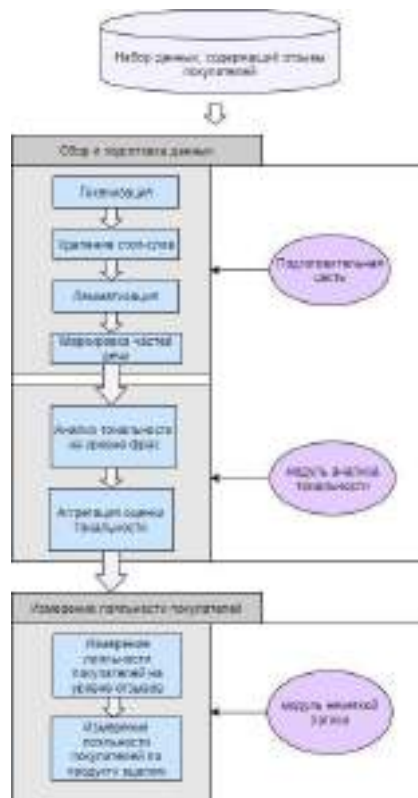 Набор данных, содержащий отзывы
покупателей
Сбор и подготовка данных
Токенизация
Удаление стоп-слов
Лемматизация
Маркировка частей
речи
Подготовительная
часть
Анализ тональности
на уровне фраз
Агрегация оценки
тональности
модуль анализа
тональности
Измерение лояльности покупателей
Измерение
лояльности
покупателей на
уровне отзывов
Измерение
лояльности
покупателей по
продукту в целом
модуль нечеткой
логики